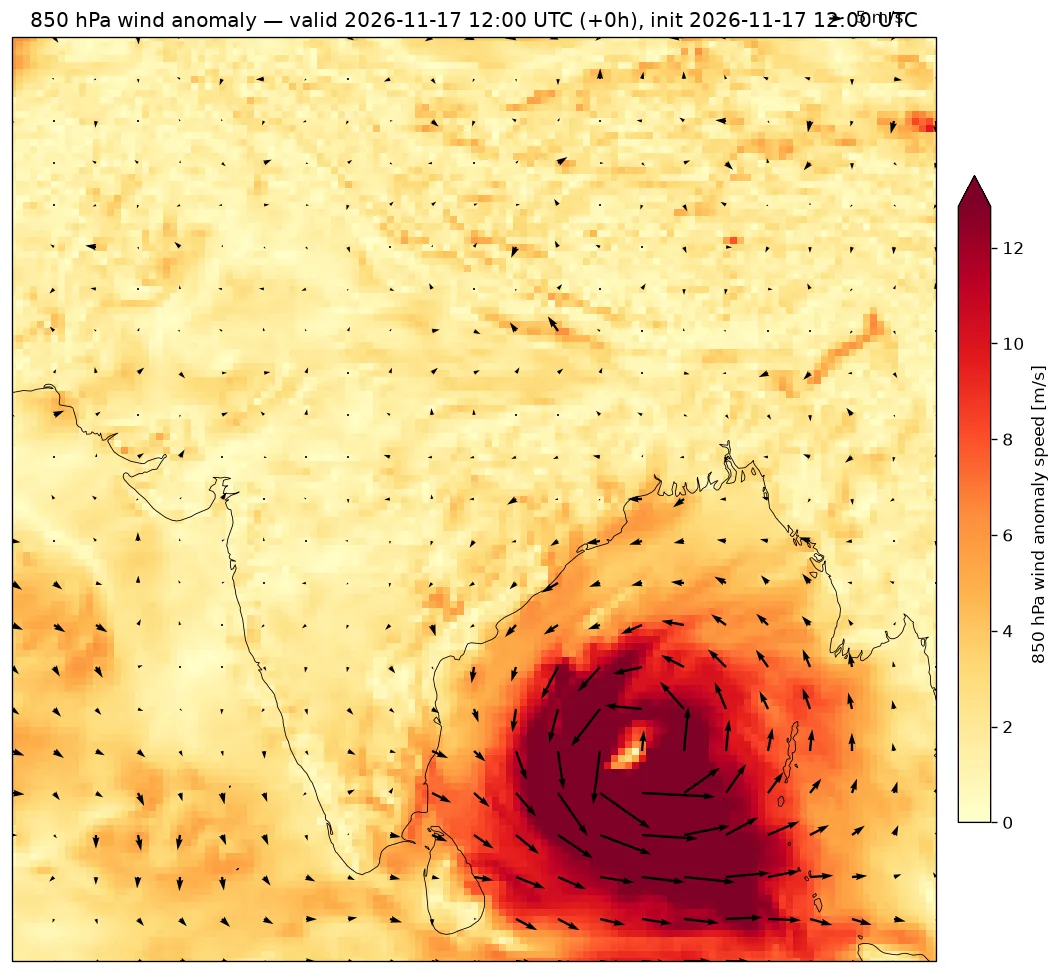 850 hPa wind anomaly — valid 2026-11-17 12:00 UTC (+0h), init 2026-11-17 12:00 UTC
5 m/s
12
10
8
6
4
2
0
850 hPa wind anomaly speed [m/s]